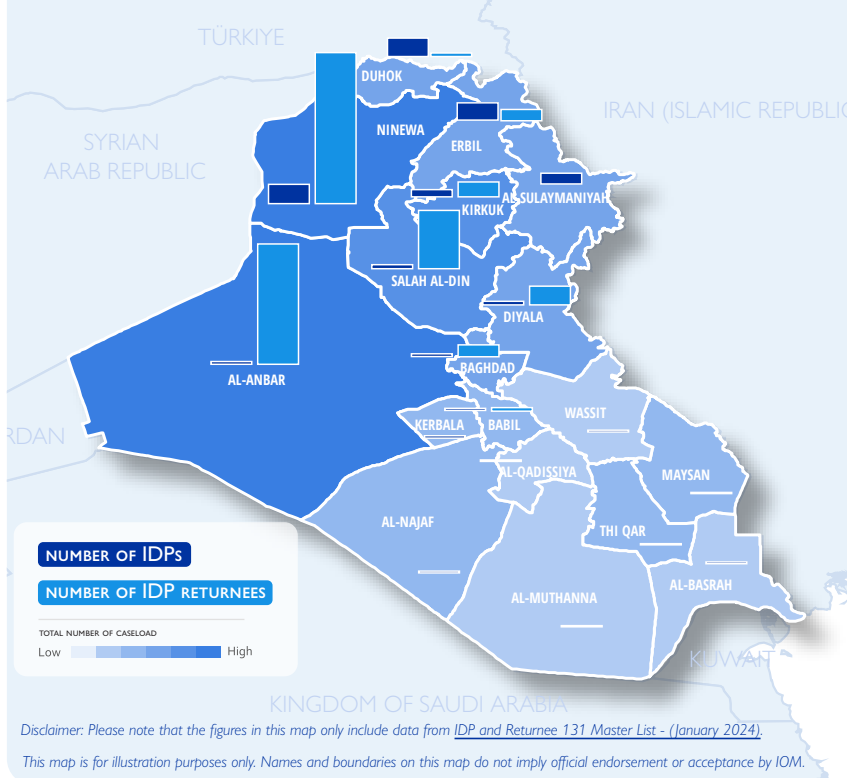 TÜRKİYE
DUHOK
IRAN (ISLAMIC REPUBLIC
NINEWA
SYRIAN
ARAB REPUBLIC
ERBIL
AL-SULAYMANIYAH
KIRKUK
SALAH AL-DIN
DIYALA
BAGHDAD
AL-ANBAR
WASSIT
KERBALA
BABIL
RDAN
AL-QADISSIYA
MAYSAN
AL-NAJAF
THI QAR
NUMBER OF IDPs
NUMBER OF IDP RETURNEES
AL-BASRAH
AL-MUTHANNA
TOTAL NUMBER OF CASELOAD
Low High
KUWAIT
KINGDOM OF SAUDI ARABIA
Disclaimer: Please note that the figures in this map only include data from IDP and Returnee 131 Master List - (January 2024).
This map is for illustration purposes only. Names and boundaries on this map do not imply official endorsement or acceptance by IOM.